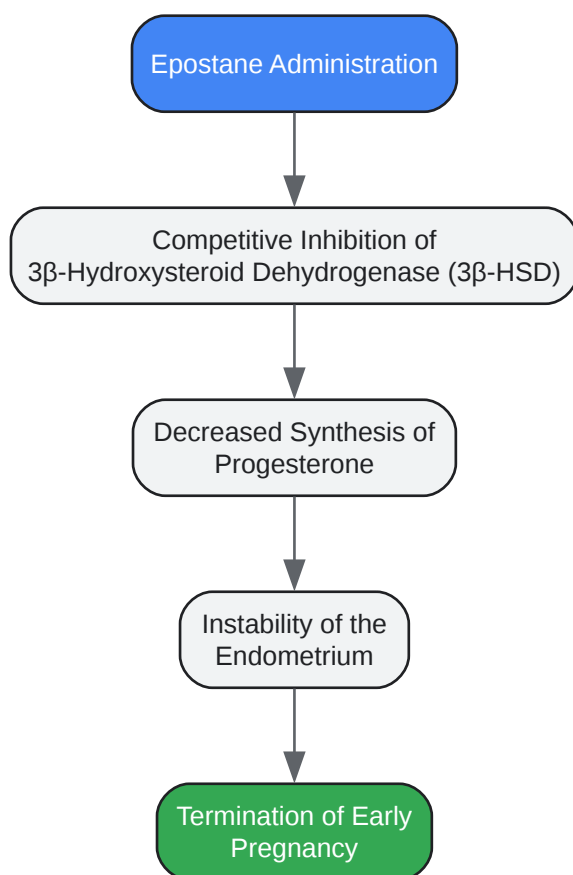 Epostane Administration
Competitive Inhibition of
3β-Hydroxysteroid Dehydrogenase (3β-HSD)
Decreased Synthesis of
Progesterone
Instability of the
Endometrium
Termination of Early
Pregnancy